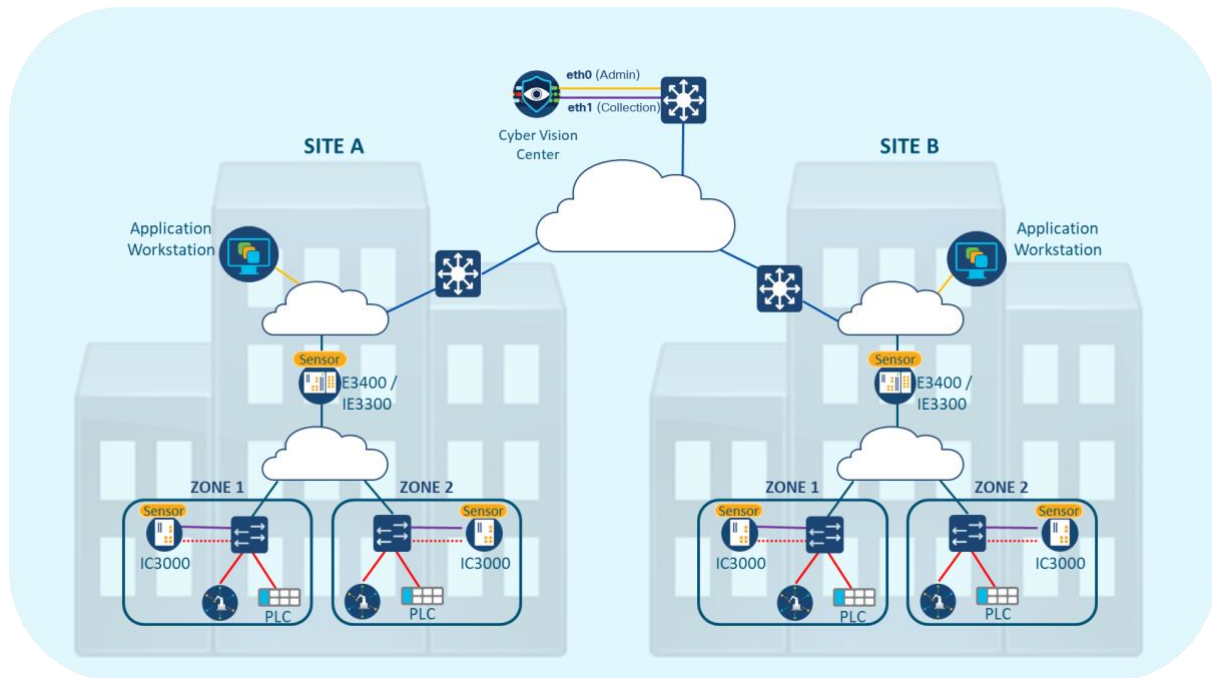 eth0 (Admin)
eth1 (Collection)
Cyber Vision
Center
SITE A
SITE B
Application
Workstation
Application
Workstation
Sensor
E3400 /
IE3300
Sensor
E3400 /
IE3300
ZONE 1
ZONE 2
Sensor
Sensor
IC3000
IC3000
PLC
PLC
ZONE 1
ZONE 2
Sensor
Sensor
IC3000
IC3000
PLC
PLC